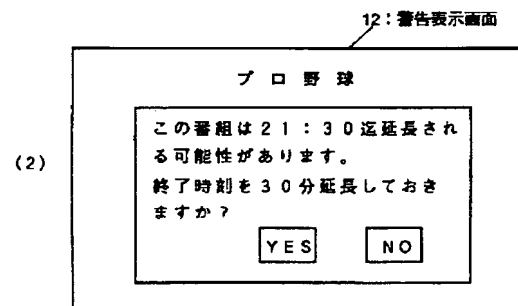 12：警告表示画面
プロ野球
この番組は21：30迄延長され
る可能性があります。
(2)
終了時刻を30分延長しておき
ますか？
YES NO